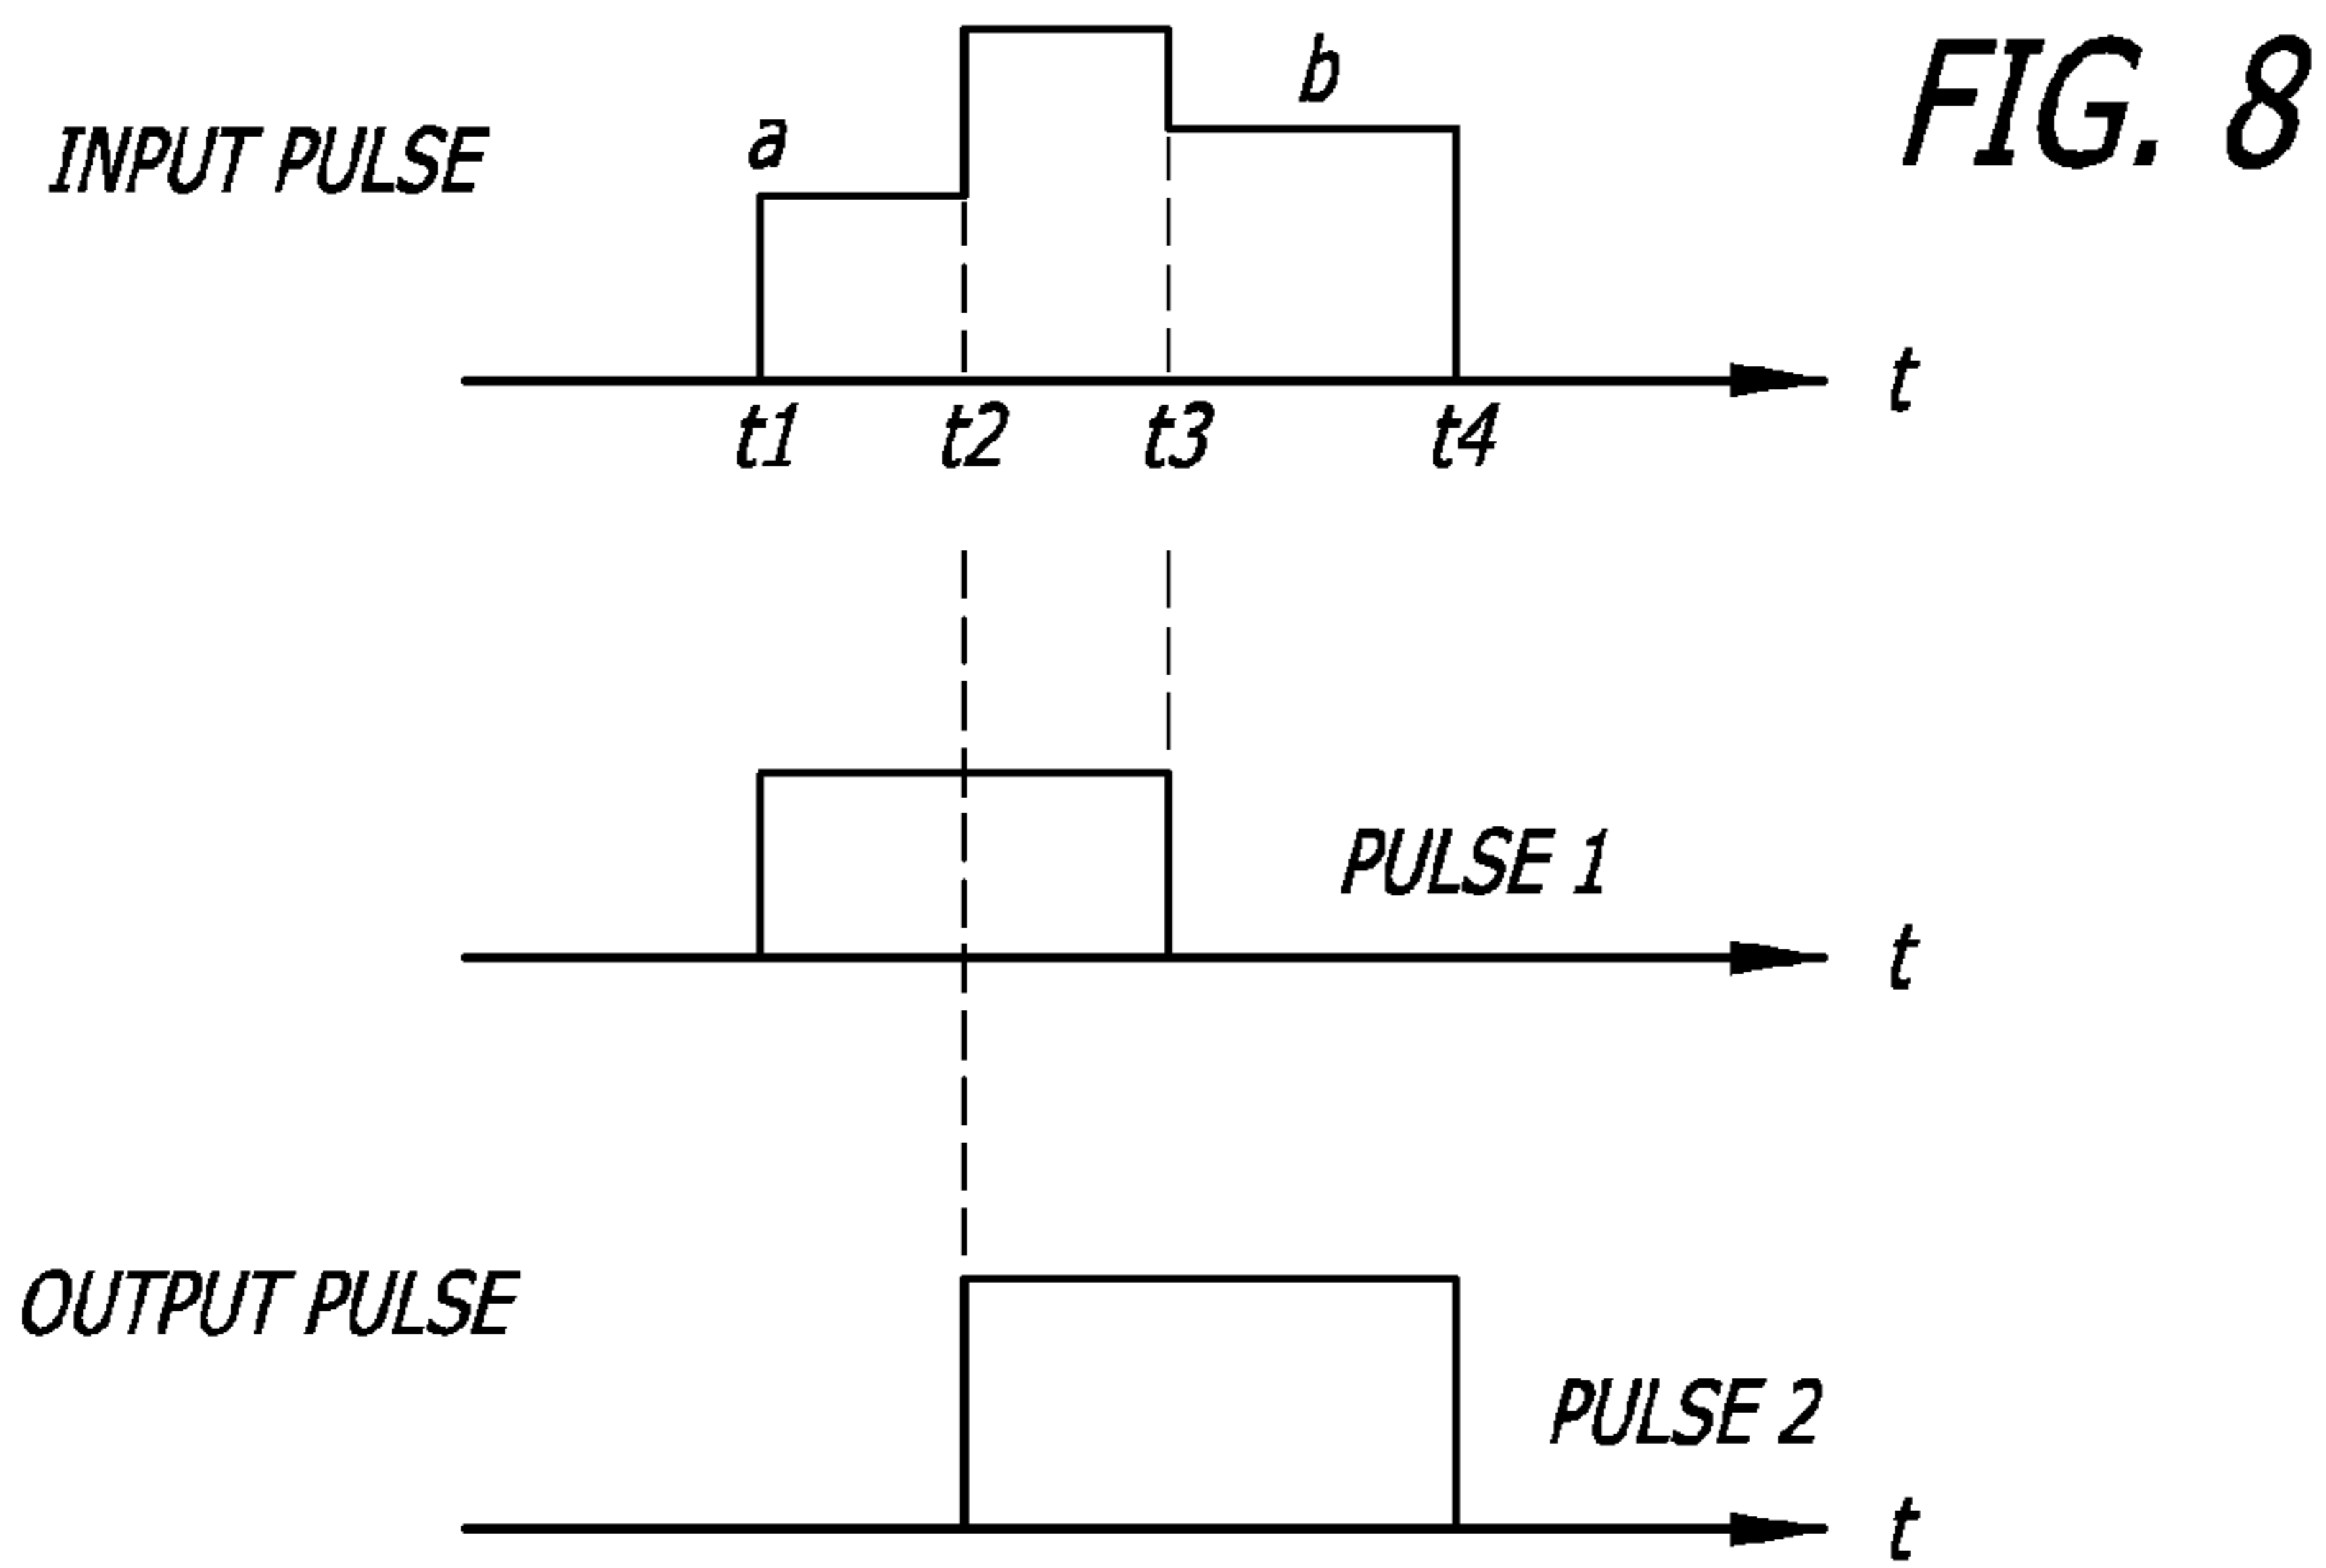 FIG. 8
INPUT PULSE
a
b
t
t1 t2 t3 t4
PULSE 1
t
OUTPUT PULSE
PULSE 2
t